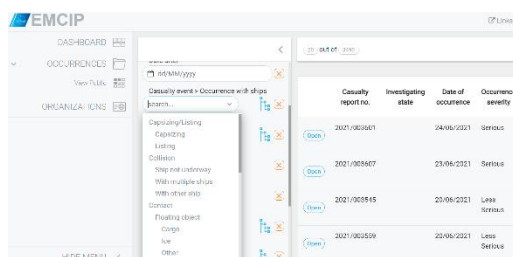 EMCIP
Links
DASHBOARD
OCCURRENCES
View Public
ORGANIZATIONS
HIDE MENU
dd/MM/yyyy
Casualty event » Occurrence with ships
search...
Capsizing/Listing
Capsizing
Listing
Collision
Ship not underway
With multiple ships
With other ship
Contact
Floating object
Cargo
Ice
Other
out of
Casualty report no.
Investigating state
Date of occurrence
Occurrence severity
Open 2021/003601 24/06/2021 Serious
Open 2021/003607 23/06/2021 Serious
Open 2021/003545 20/06/2021 Less Serious
Open 2021/003559 20/06/2021 Less Serious